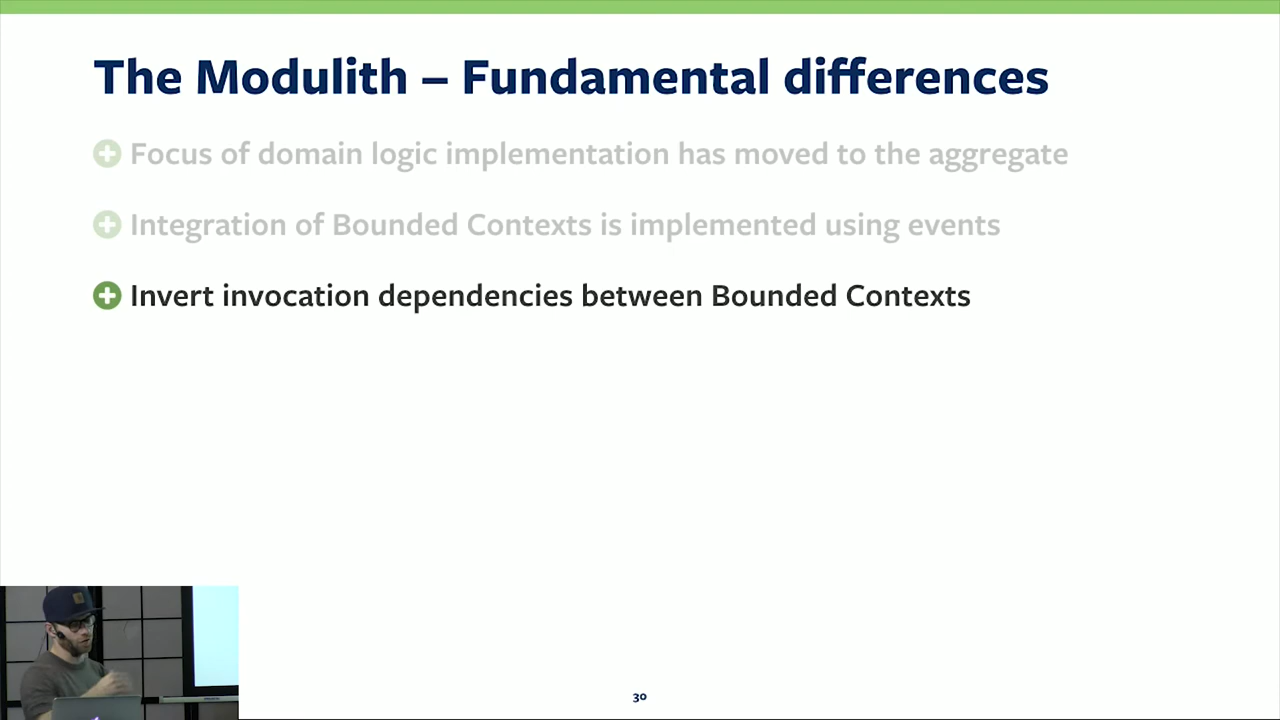 The Modulith – Fundamental differences
Focus of domain logic implementation has moved to the aggregate
Integration of Bounded Contexts is implemented using events
Invert invocation dependencies between Bounded Contexts
30